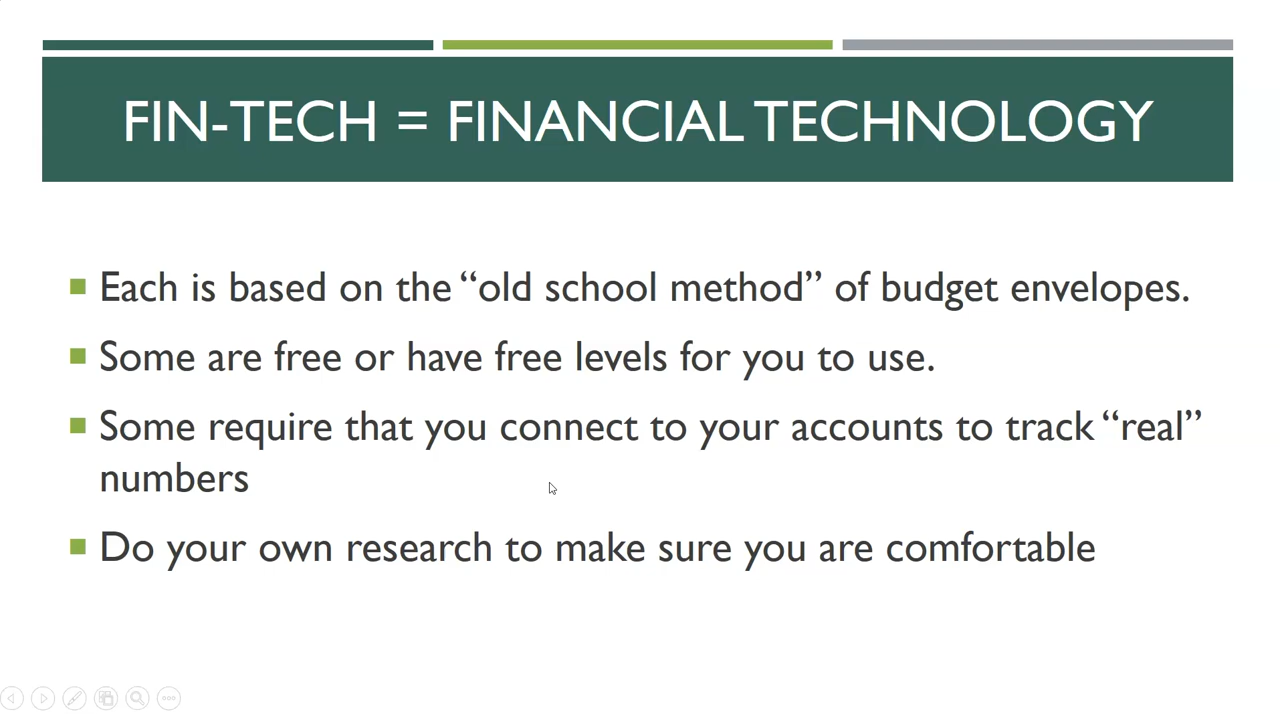 FIN-TECH = FINANCIAL TECHNOLOGY
Each is based on the “old school method” of budget envelopes.
Some are free or have free levels for you to use.
Some require that you connect to your accounts to track “real”
numbers
Do your own research to make sure you are comfortable